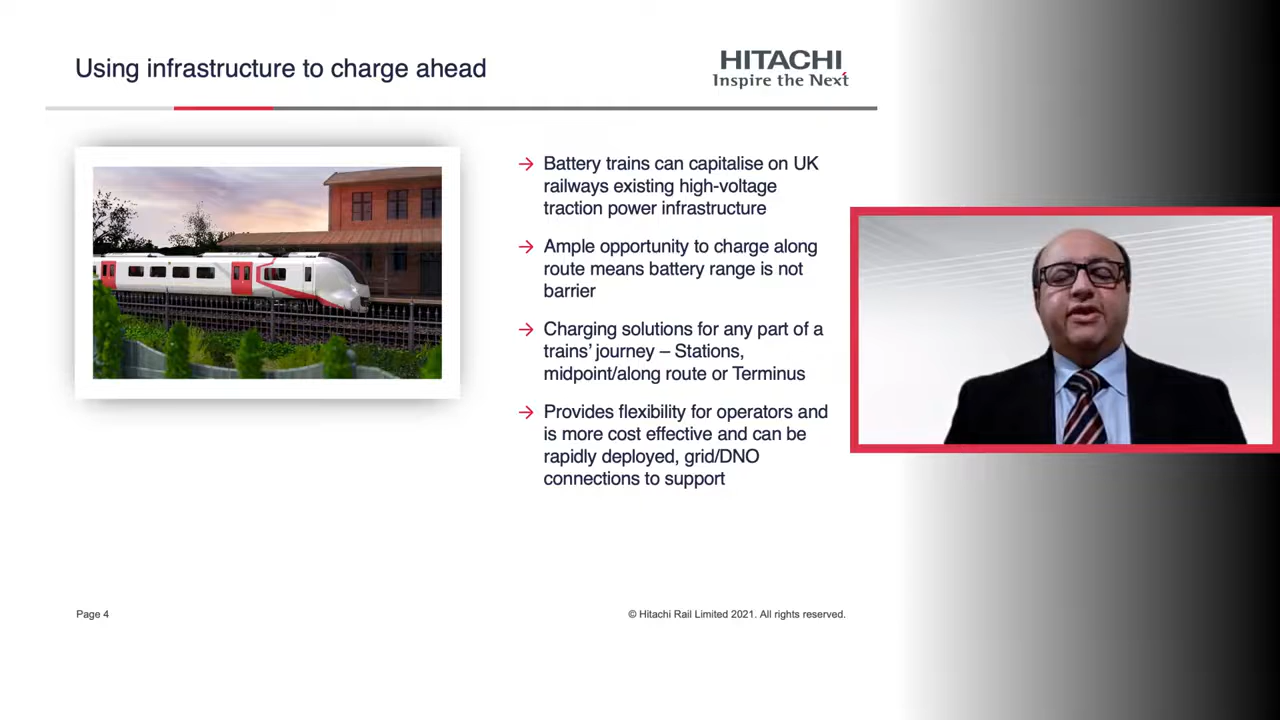 Using infrastructure to charge ahead
HITACHI
Inspire the Next
Battery trains can capitalise on UK
railways existing high-voltage
traction power infrastructure
Ample opportunity to charge along
route means battery range is not
barrier
Charging solutions for any part of a
trains' journey – Stations,
midpoint/along route or Terminus
Provides flexibility for operators and
is more cost effective and can be
rapidly deployed, grid/DNO
connections to support
Page 4
© Hitachi Rail Limited 2021. All rights reserved.